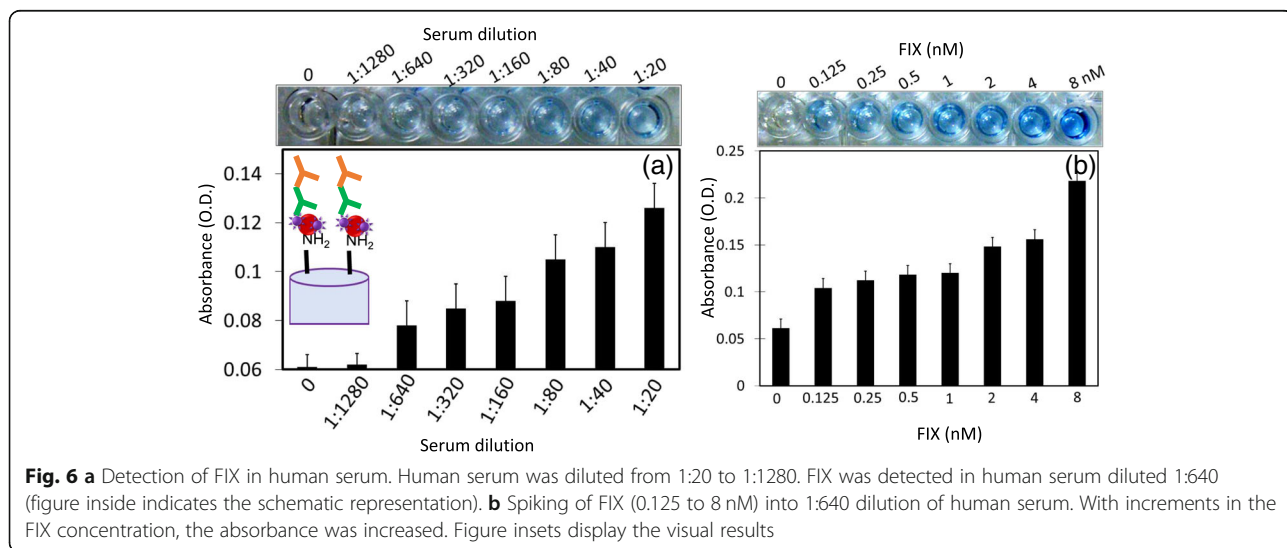 Serum dilution
0 1:1280 1:640 1:320 1:160 1:80 1:40 1:20
(a)
0.14
0.12
0.1
0.08
0.06
Absorbance (O.D.)
NH2 NH2
0 1:1280 1:640 1:320 1:160 1:80 1:40 1:20
Serum dilution
FIX (nM)
0 0.125 0.25 0.5 1 2 4 8 nM
(b)
0.25
0.2
0.15
0.1
0.05
0
Absorbance (O.D.)
0 0.125 0.25 0.5 1 2 4 8
FIX (nM)
Fig. 6 a Detection of FIX in human serum. Human serum was diluted from 1:20 to 1:1280. FIX was detected in human serum diluted 1:640
(figure inside indicates the schematic representation). b Spiking of FIX (0.125 to 8 nM) into 1:640 dilution of human serum. With increments in the
FIX concentration, the absorbance was increased. Figure insets display the visual results